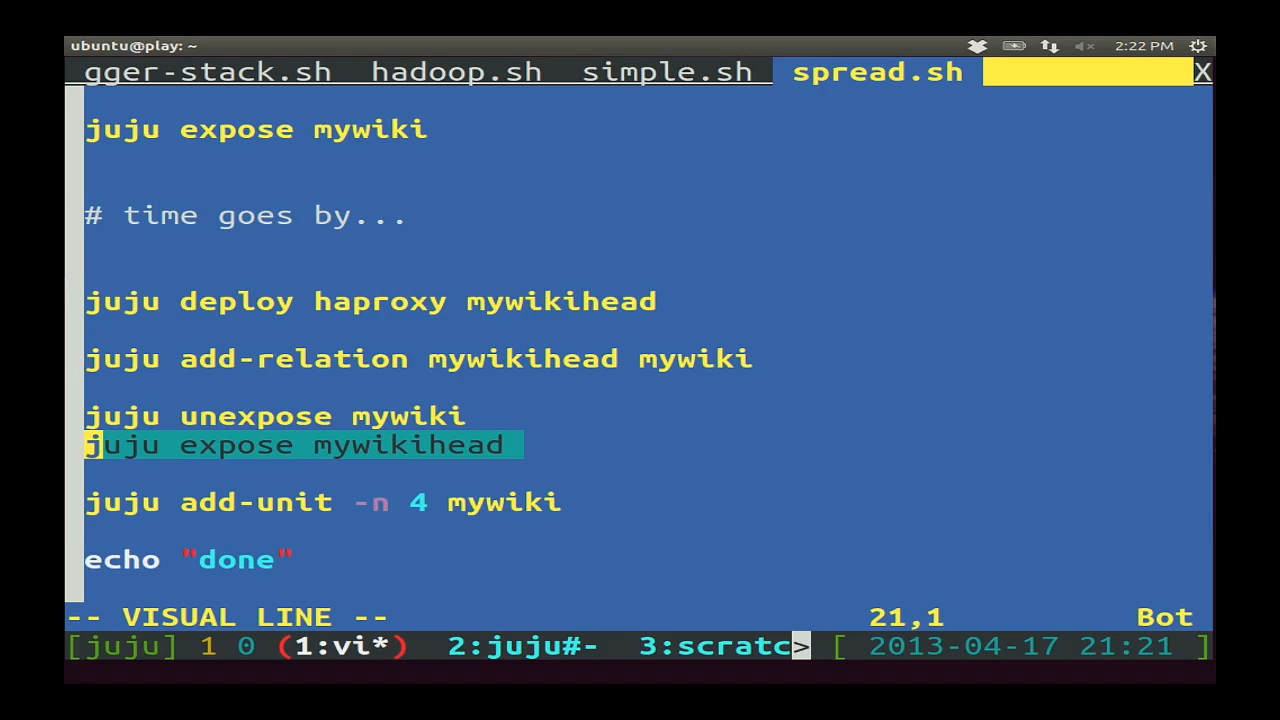 ubuntu@play: ~ 2:22 PM
gger-stack.sh hadoop.sh simple.sh spread.sh X
juju expose mywiki
# time goes by...
juju deploy haproxy mywikihead
juju add-relation mywikihead mywiki
juju unexpose mywiki
juju expose mywikihead
juju add-unit -n 4 mywiki
echo "done"
-- VISUAL LINE -- 21,1 Bot
[juju] 1 0 (1:vi*) 2:juju#- 3:scratc> [ 2013-04-17 21:21 ]